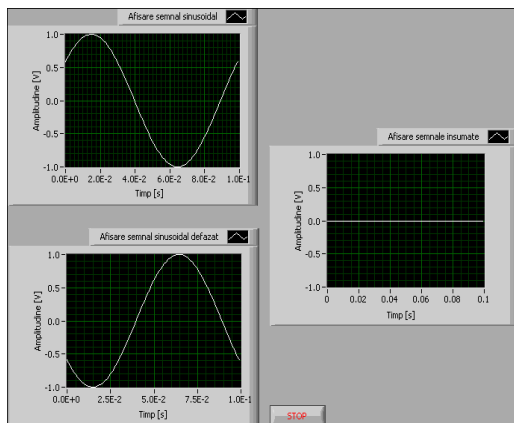 Afisare semnal sinusoidal
Amplitudine [V]
1.0
0.5
0.0
-0.5
-1.0
0.0E+0 2.0E-2 4.0E-2 6.0E-2 8.0E-2 1.0E-1
Timp [s]
Afisare semnale insumate
Amplitudine [V]
1.0
0.5
0.0
-0.5
-1.0
0 0.02 0.04 0.06 0.08 0.1
Timp [s]
Afisare semnal sinusoidal defazat
Amplitudine [V]
1.0
0.5
0.0
-0.5
-1.0
0.0E+0 2.5E-2 5.0E-2 7.5E-2 1.0E-1
Timp [s]
STOP